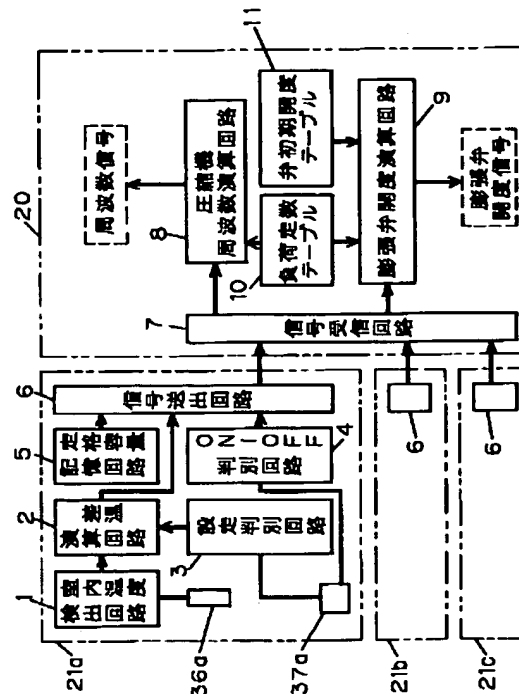 1
室内温度
検出回路
2
差温
演算回路
5
定格容量
記憶回路
6
信号送出回路
3
設定判別回路
ON-OFF
判別回路
4
36a
37a
21a
6
21b
6
21c
7
信号受信回路
20
周波数信号
8
圧縮機
周波数演算回路
10
負荷定数
テーブル
11
弁初期開度
テーブル
膨張弁開度演算回路
9
膨張弁
開度信号